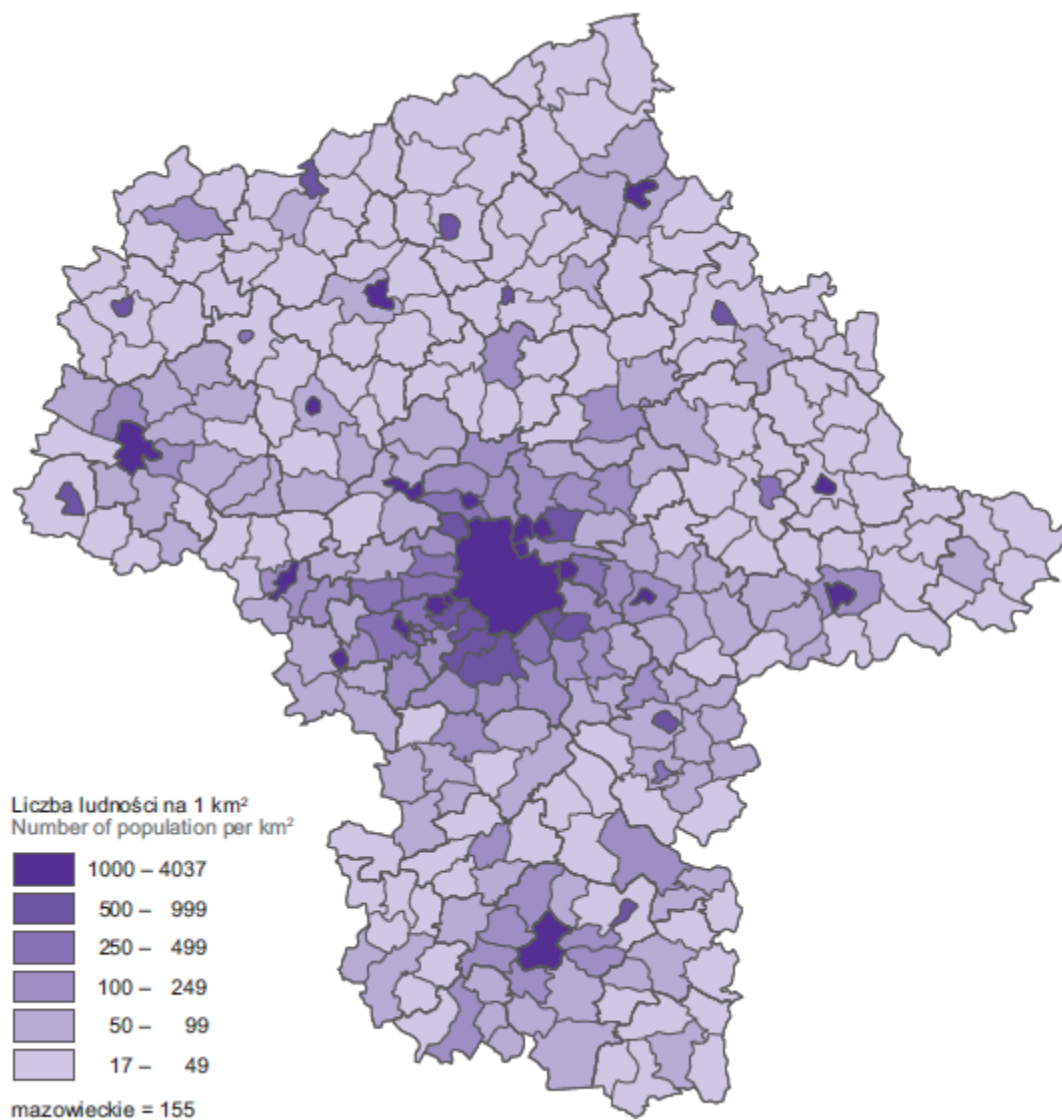 Liczba ludności na 1 km²
Number of population per km²
1000 – 4037
500 – 999
250 – 499
100 – 249
50 – 99
17 – 49
mazowieckie = 155